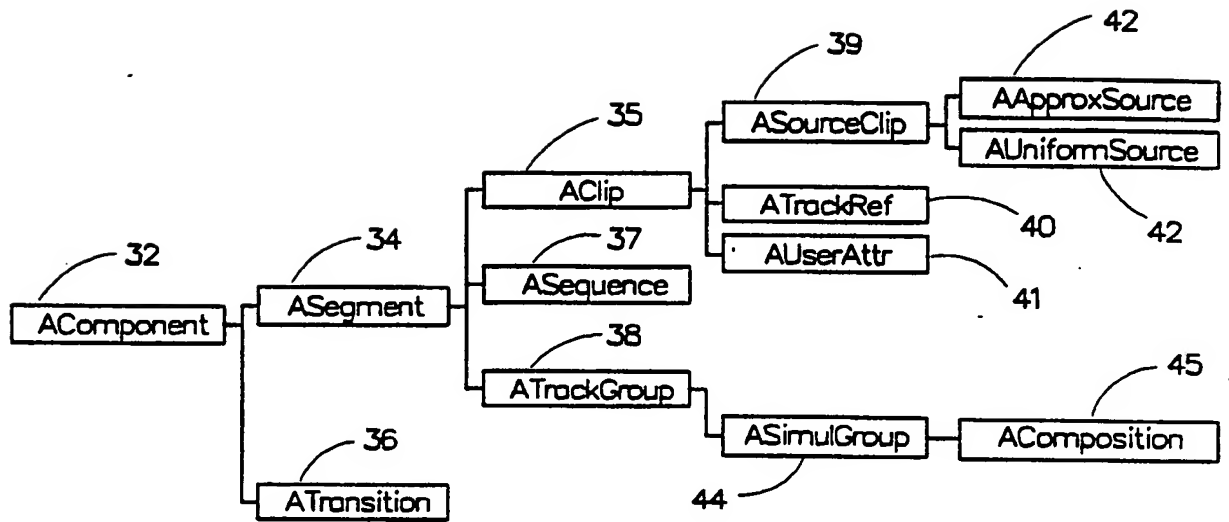 42
39
AApproxSource
35
ASourceClip
AUniformSource
AClip
ATrackRef
40
42
34
37
AUserAttr
32
ASegment
ASequence
41
AComponent
38
45
ATrackGroup
36
ASimulGroup
AComposition
ATransition
44